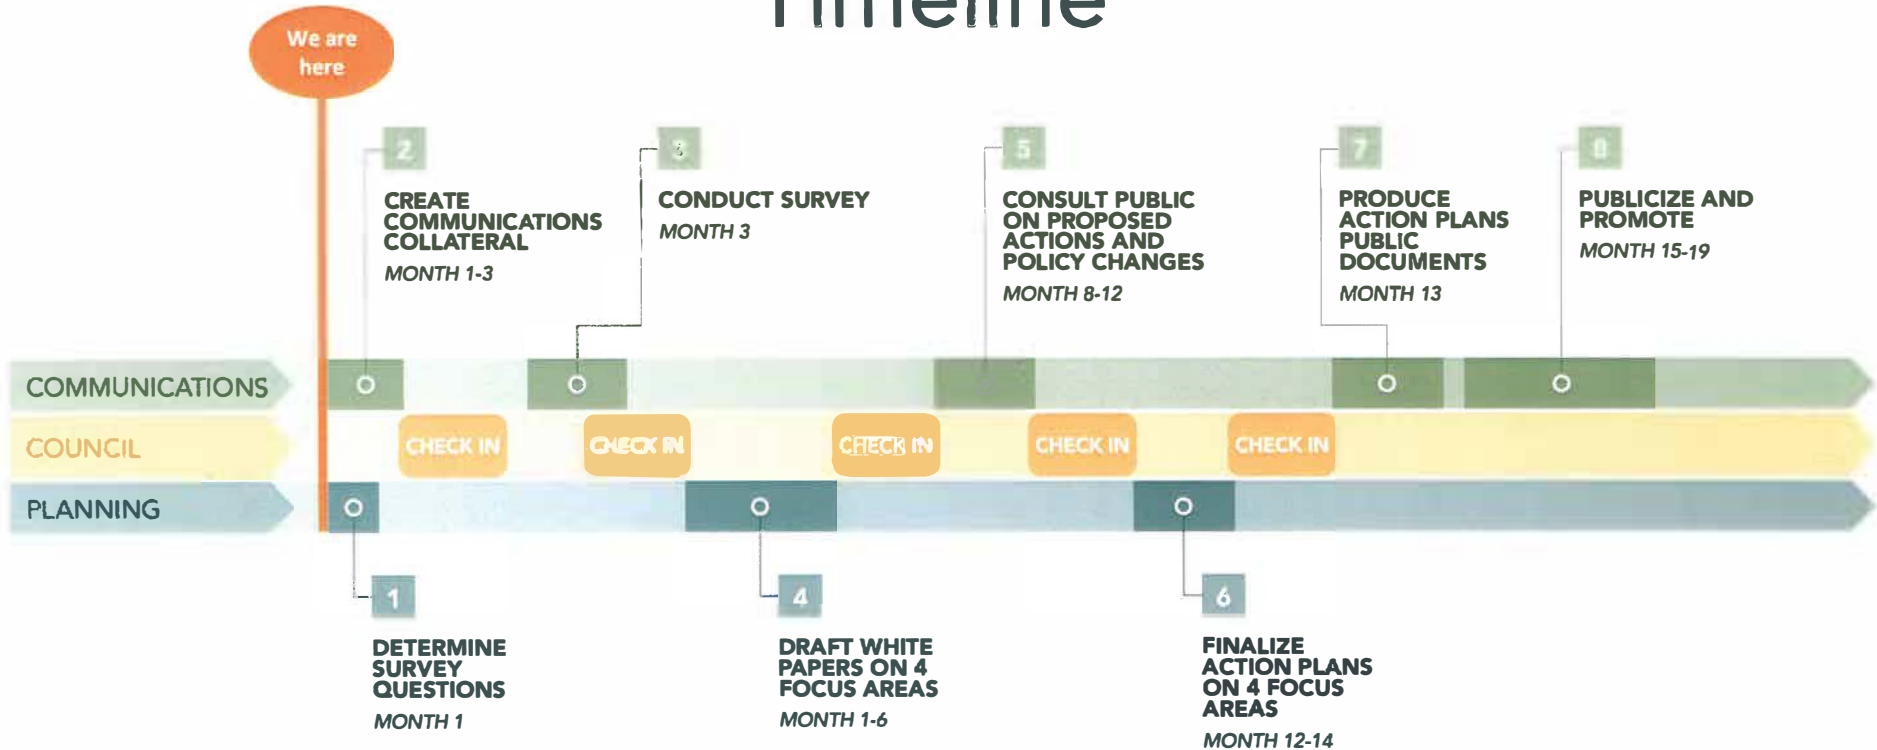 Timeline
We are
here
2
CREATE
COMMUNICATIONS
COLLATERAL
MONTH 1-3
3
CONDUCT SURVEY
MONTH 3
5
CONSULT PUBLIC
ON PROPOSED
ACTIONS AND
POLICY CHANGES
MONTH 8-12
7
PRODUCE
ACTION PLANS
PUBLIC
DOCUMENTS
MONTH 13
8
PUBLICIZE AND
PROMOTE
MONTH 15-19
COMMUNICATIONS
COUNCIL
CHECK IN
CHECK IN
CHECK IN
CHECK IN
CHECK IN
PLANNING
1
DETERMINE
SURVEY
QUESTIONS
MONTH 1
4
DRAFT WHITE
PAPERS ON 4
FOCUS AREAS
MONTH 1-6
6
FINALIZE
ACTION PLANS
ON 4 FOCUS
AREAS
MONTH 12-14